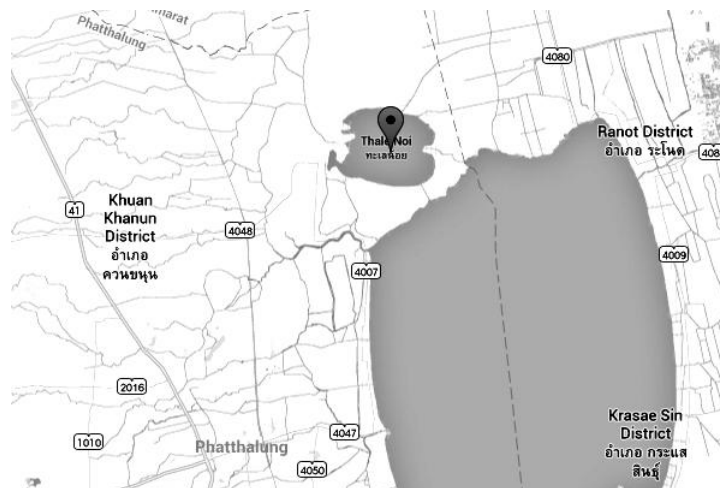 marat
Phatthalung
4080
Thale Noi
ทะเลน้อย
Ranot District
อำเภอ ระโนด
408
41
Khuan
Khanun
District
อำเภอ
ควนขนุน
4048
4007
4009
2016
Krasae Sin
District
อำเภอ กระแส
สินธุ์
1010
Phatthalung
4047
4050